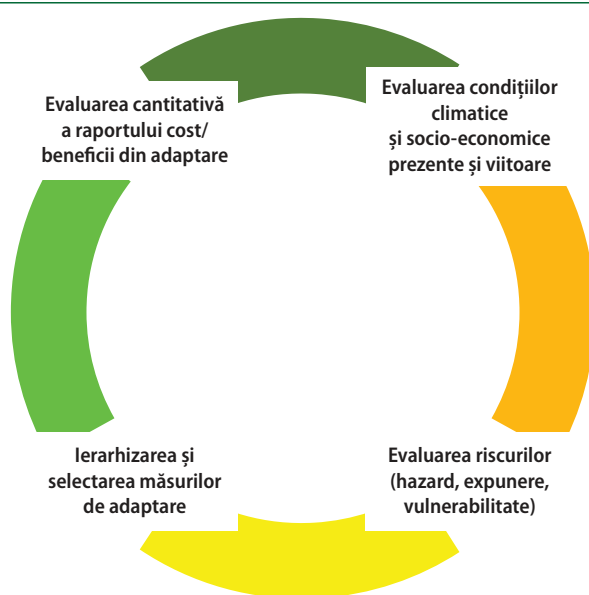 Evaluarea cantitativă
a raportului cost/
beneficii din adaptare
Evaluarea condițiilor
climatice
și socio-economice
prezente și viitoare
Ierarhizarea și
selectarea măsurilor
de adaptare
Evaluarea riscurilor
(hazard, expunere,
vulnerabilitate)